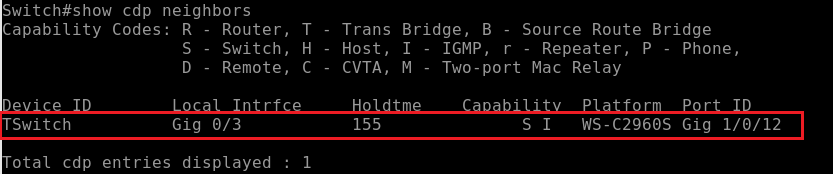 Switch#show cdp neighbors
Capability Codes: R - Router, T - Trans Bridge, B - Source Route Bridge
S - Switch, H - Host, I - IGMP, r - Repeater, P - Phone,
D - Remote, C - CVTA, M - Two-port Mac Relay
Device ID Local Intrfce Holdtme Capability Platform Port ID
TSwitch Gig 0/3 155 S I WS-C2960S Gig 1/0/12
Total cdp entries displayed : 1